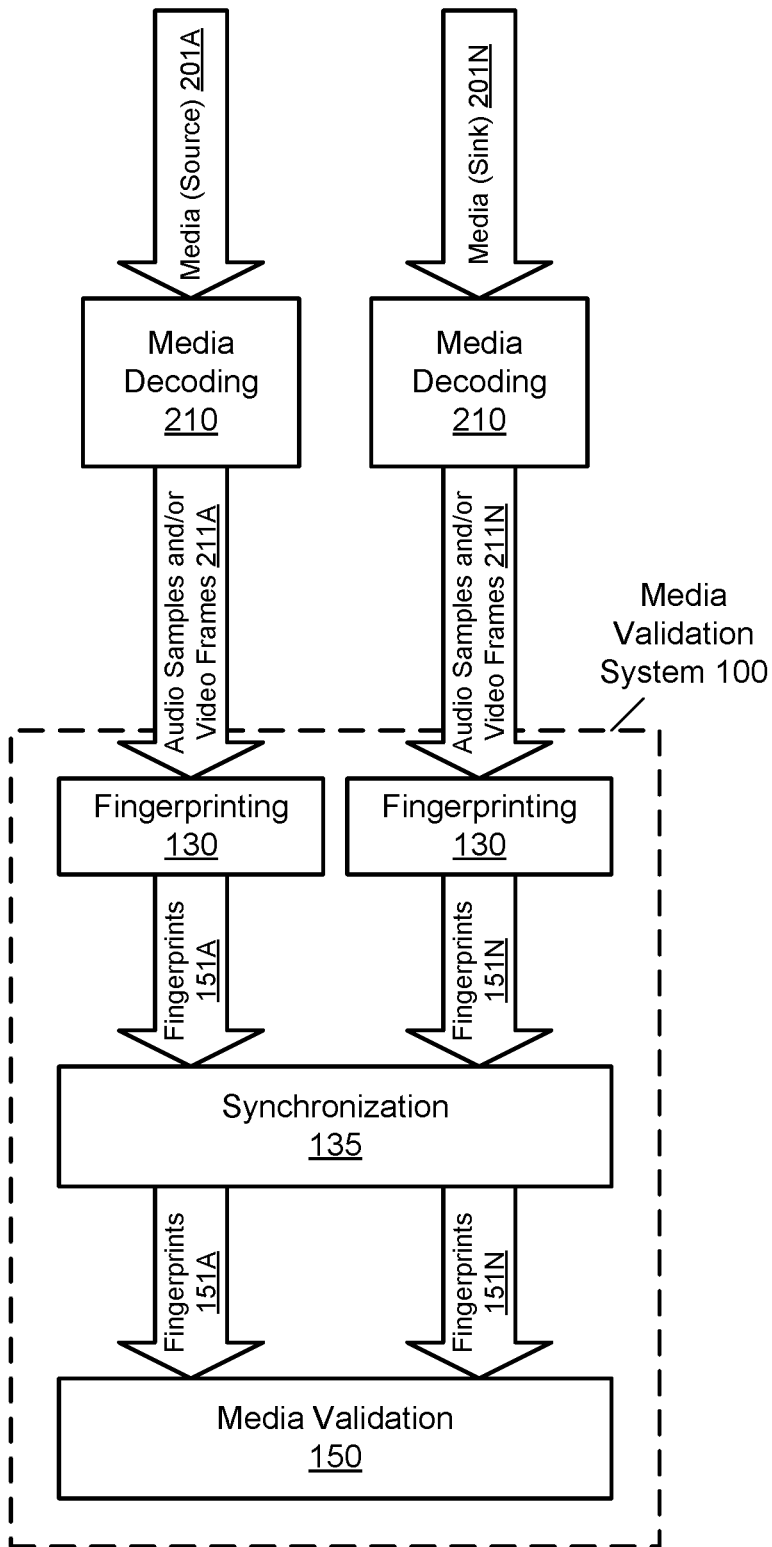 Media (Source) 201A
Media (Sink) 201N
Media
Decoding
210
Media
Decoding
210
Audio Samples and/or
Video Frames 211A
Audio Samples and/or
Video Frames 211N
Media
Validation
System 100
Fingerprinting
130
Fingerprinting
130
Fingerprints
151A
Fingerprints
151N
Synchronization
135
Fingerprints
151A
Fingerprints
151N
Media Validation
150